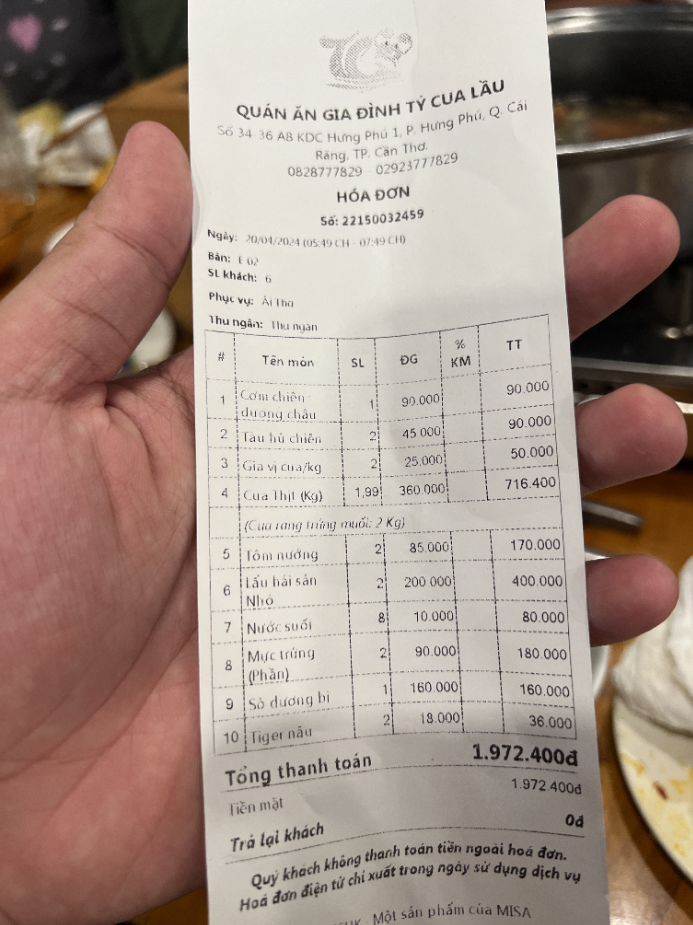 QUÁN ĂN GIA ĐÌNH TÝ CUA LẦU
Số 34-36 A8 KDC Hưng Phú 1, P. Hưng Phú, Q. Cái
Răng, TP. Cần Thơ.
0828777829 - 02923777829
HÓA ĐƠN
Số: 22150032459
Ngày: 20/04/2024 (05:49 CH - 07:49 CH)
Bàn: E 02
SL khách: 6
Phục vụ: Ái Thơ
Thu ngân: Thu ngân
# Tên món SL ĐG % KM TT
1 Cơm chiên dương châu 1 90.000 90.000
2 Tàu hủ chiên 2 45.000 90.000
3 Gia vị cua/kg 2 25.000 50.000
4 Cua Thịt (Kg) 1,99 360.000 716.400
(Cua rang trứng muối: 2 Kg)
5 Tôm nướng 2 85.000 170.000
6 Lẩu hải sản Nhỏ 2 200.000 400.000
7 Nước suối 8 10.000 80.000
8 Mực trứng (Phần) 2 90.000 180.000
9 Sò dương bi 1 160.000 160.000
10 Tiger nâu 2 18.000 36.000
Tổng thanh toán 1.972.400đ
Tiền mặt 1.972.400đ
Trả lại khách 0đ
Quý khách không thanh toán tiền ngoài hoá đơn.
Hoá đơn điện tử chỉ xuất trong ngày sử dụng dịch vụ
- Một sản phẩm của MISA